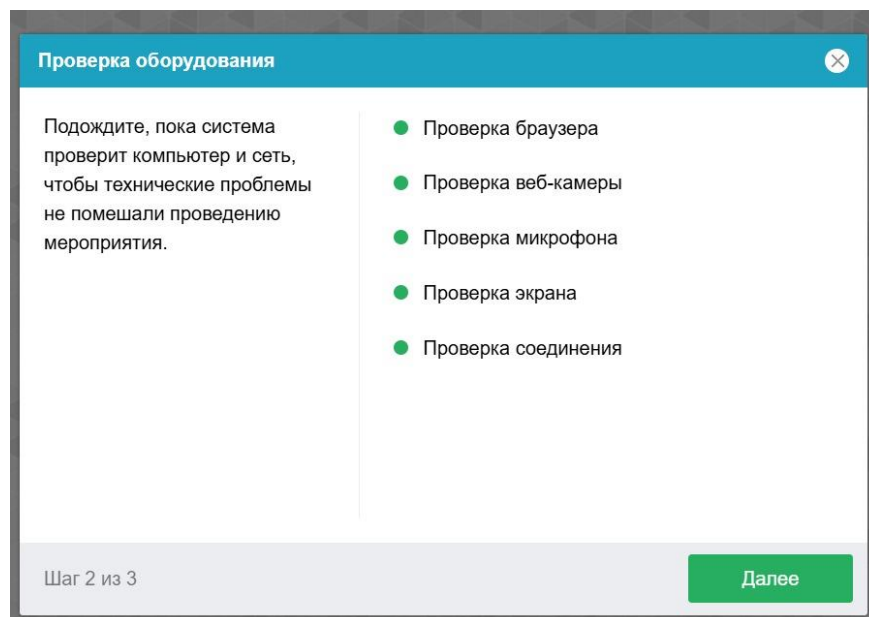 Проверка оборудования
Подождите, пока система
проверит компьютер и сеть,
чтобы технические проблемы
не помешали проведению
мероприятия.
Проверка браузера
Проверка веб-камеры
Проверка микрофона
Проверка экрана
Проверка соединения
Шаг 2 из 3
Далее